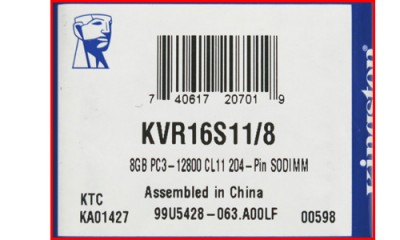 7 40617 20701 9
KVR16S11/8
8GB PC3-12800 CL11 204-Pin SODIMM
Assembled in China
KTC
KA01427
99U5428-063.A00LF
00598
Kingston